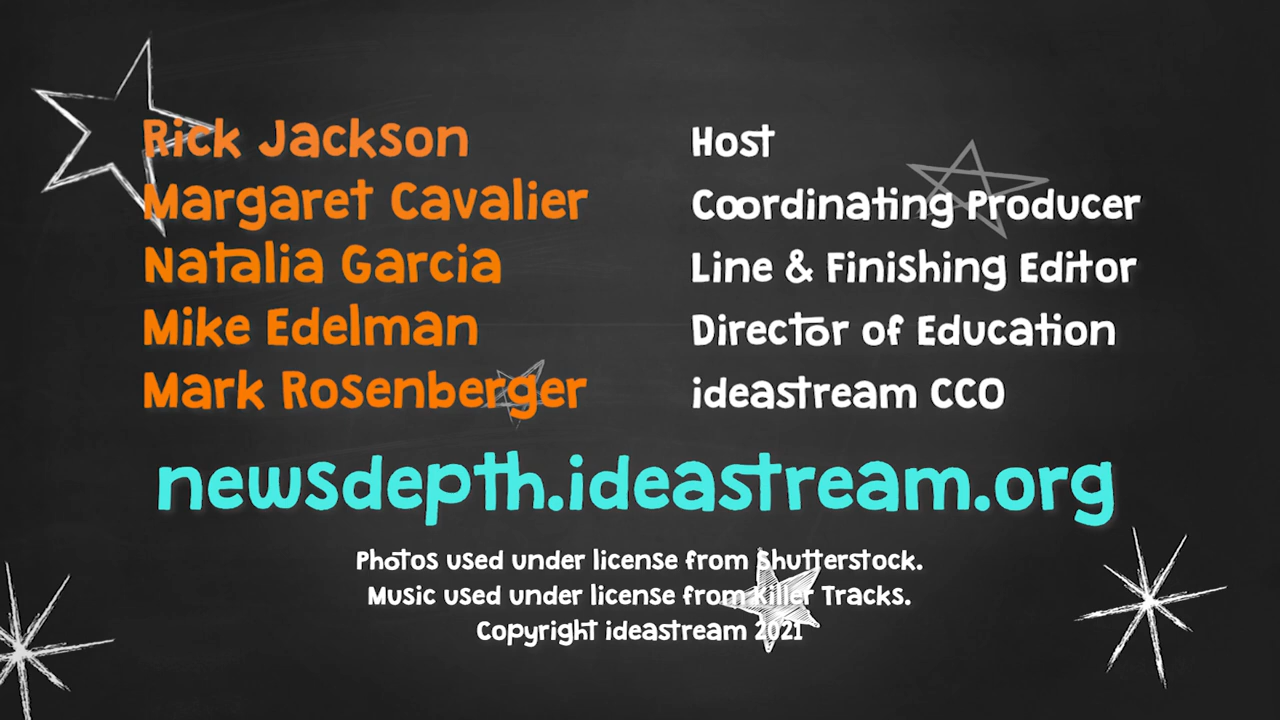 Rick Jackson Host
Margaret Cavalier Coordinating Producer
Natalia Garcia Line & Finishing Editor
Mike Edelman Director of Education
Mark Rosenberger ideastream CCO
newsdepth.ideastream.org
Photos used under license from Shutterstock.
Music used under license from Killer Tracks.
Copyright ideastream 2021